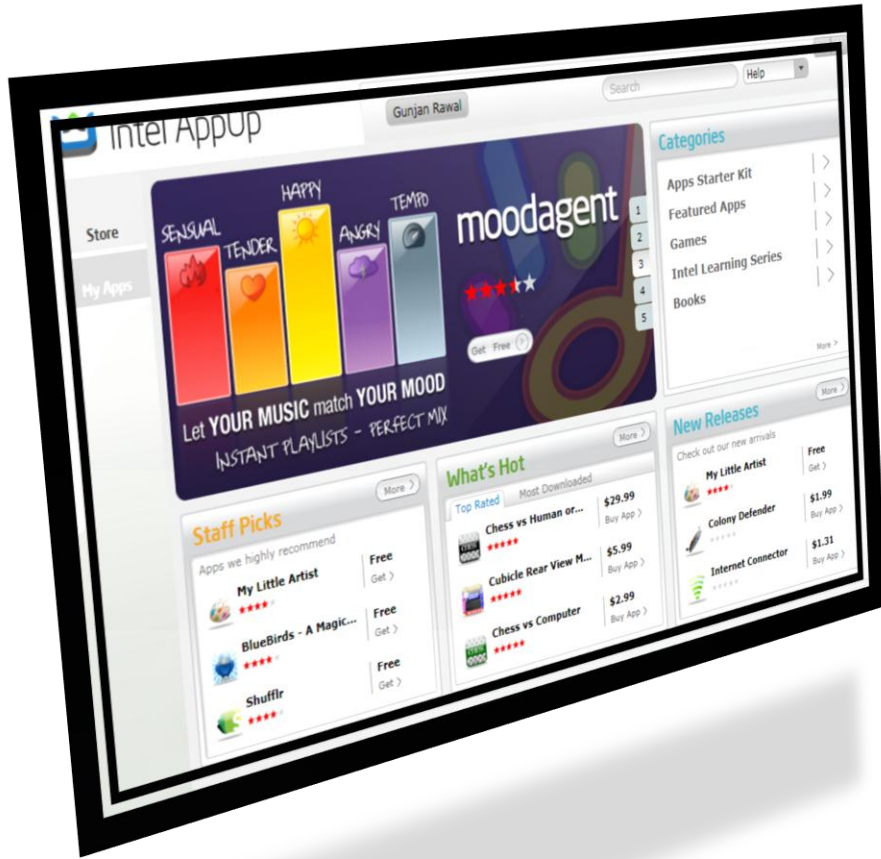 Intel AppUp
Gunjan Rawal
Search
Help
Store
My Apps
SENSUAL
TENDER
HAPPY
ANGRY
TEMPO
moodagent
Get Free
1
2
3
4
5
Let YOUR MUSIC match YOUR MOOD
INSTANT PLAYLISTS - PERFECT MIX
Categories
Apps Starter Kit
Featured Apps
Games
Intel Learning Series
Books
More >
Staff Picks
More >
Apps we highly recommend
My Little Artist
Free
Get >
BlueBirds - A Magic...
Free
Get >
Shufflr
Free
Get >
What's Hot
More >
Top Rated
Most Downloaded
Chess vs Human or...
$29.99
Buy App >
Cubicle Rear View M...
$5.99
Buy App >
Chess vs Computer
$2.99
Buy App >
New Releases
More >
Check out our new arrivals
My Little Artist
Free
Get >
Colony Defender
$1.99
Buy App >
Internet Connector
$1.31
Buy App >